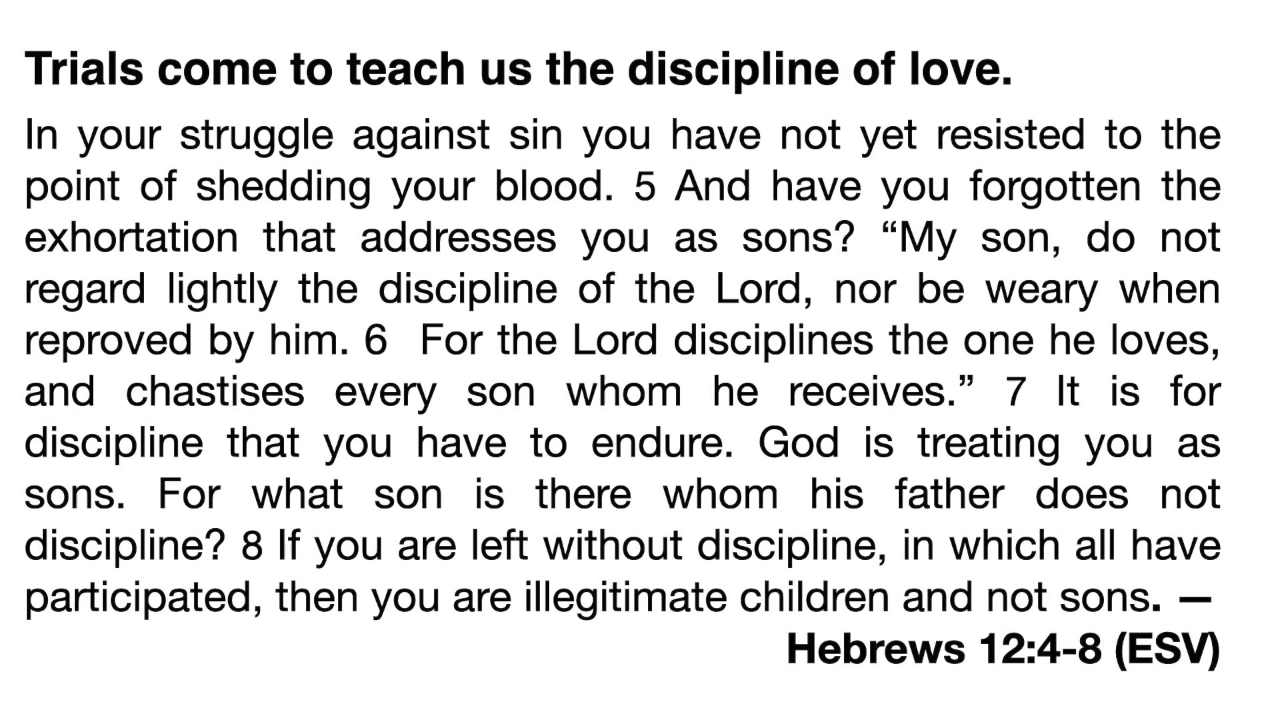 Trials come to teach us the discipline of love.
In your struggle against sin you have not yet resisted to the
point of shedding your blood. 5 And have you forgotten the
exhortation that addresses you as sons? “My son, do not
regard lightly the discipline of the Lord, nor be weary when
reproved by him. 6 For the Lord disciplines the one he loves,
and chastises every son whom he receives.” 7 It is for
discipline that you have to endure. God is treating you as
sons. For what son is there whom his father does not
discipline? 8 If you are left without discipline, in which all have
participated, then you are illegitimate children and not sons. —
Hebrews 12:4-8 (ESV)